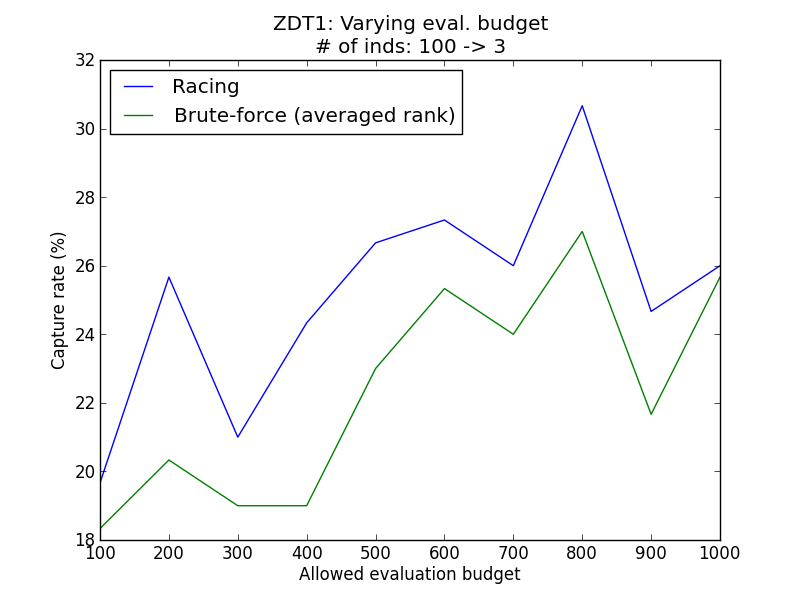 ZDT1: Varying eval. budget
# of inds: 100 -> 3
32
30
28
26
24
22
20
18
Capture rate (%)
Racing
Brute-force (averaged rank)
100 200 300 400 500 600 700 800 900 1000
Allowed evaluation budget